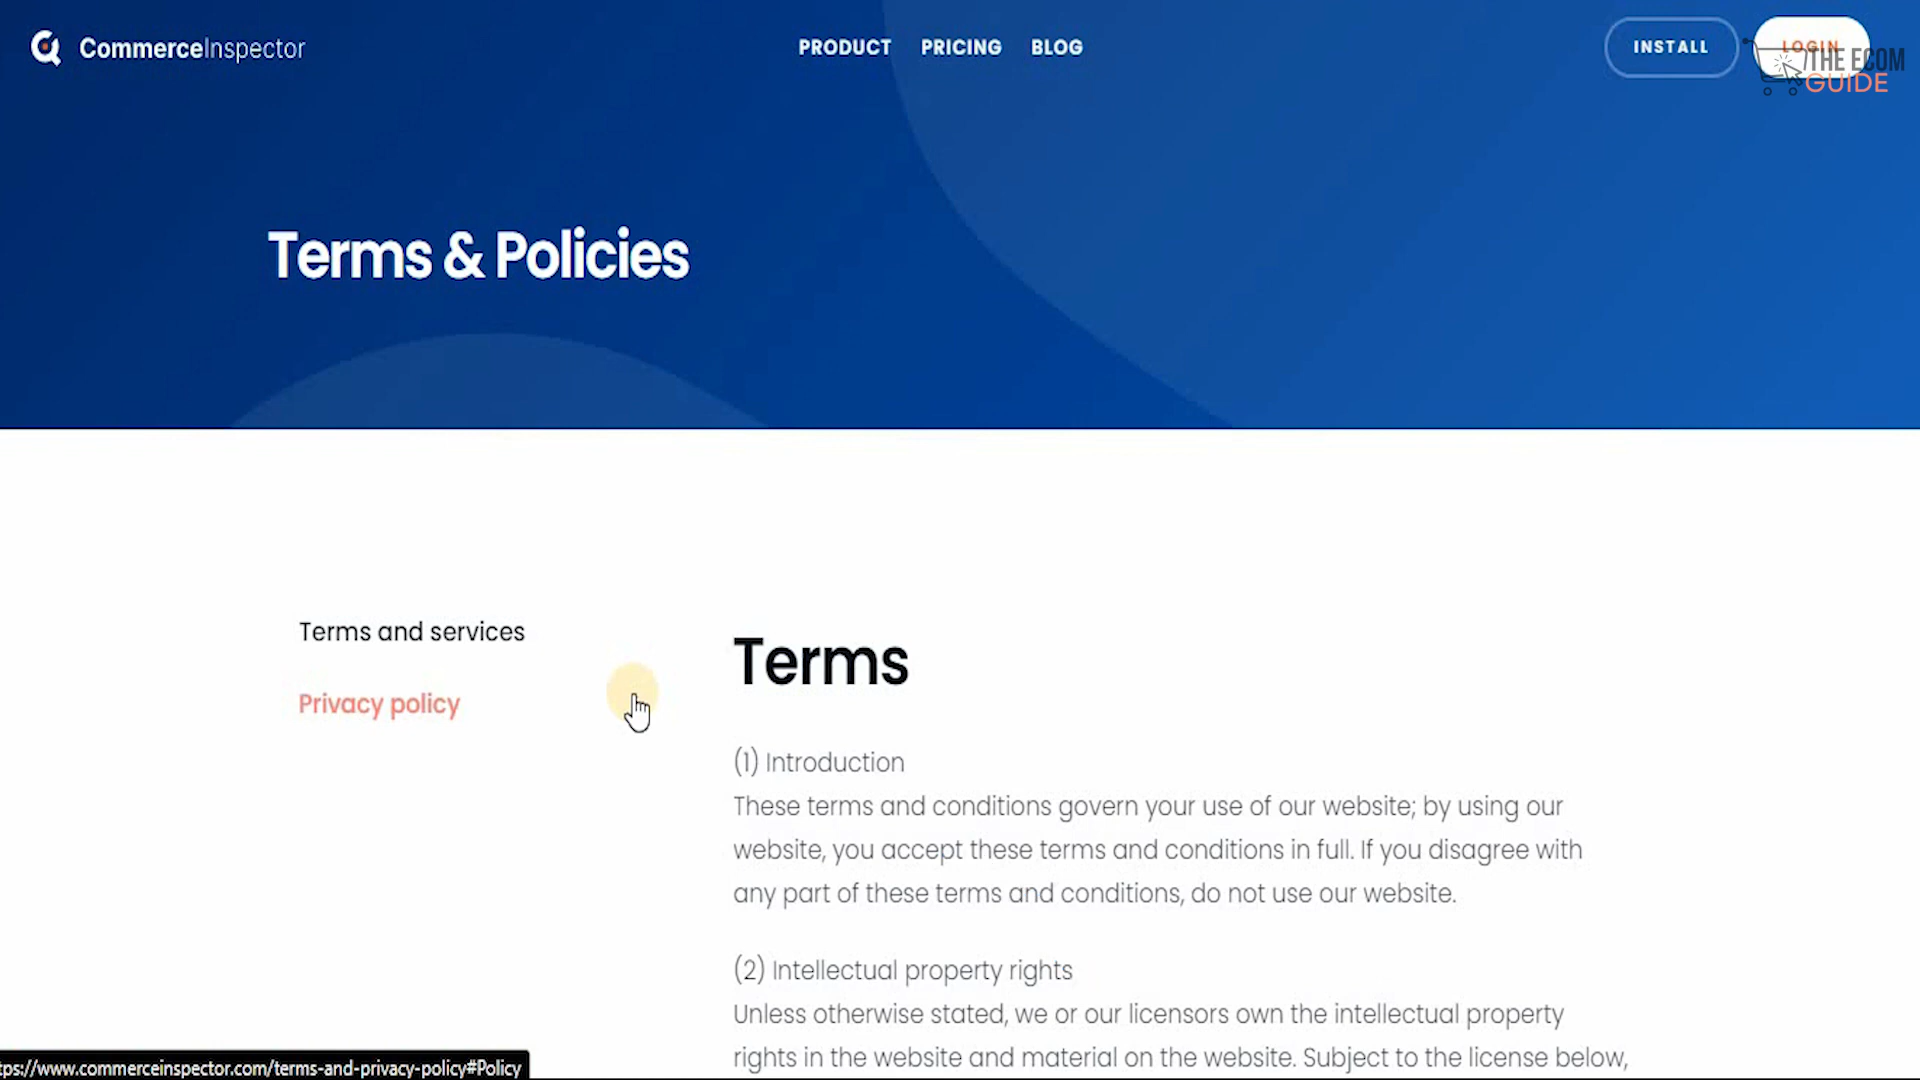 CommerceInspector
PRODUCT PRICING BLOG
INSTALL
LOGIN
THE ECOM
GUIDE
Terms & Policies
Terms and services
Privacy policy
Terms
(1) Introduction
These terms and conditions govern your use of our website; by using our
website, you accept these terms and conditions in full. If you disagree with
any part of these terms and conditions, do not use our website.
(2) Intellectual property rights
Unless otherwise stated, we or our licensors own the intellectual property
rights in the website and material on the website. Subject to the license below,
tps://www.commerceinspector.com/terms-and-privacy-policy#Policy